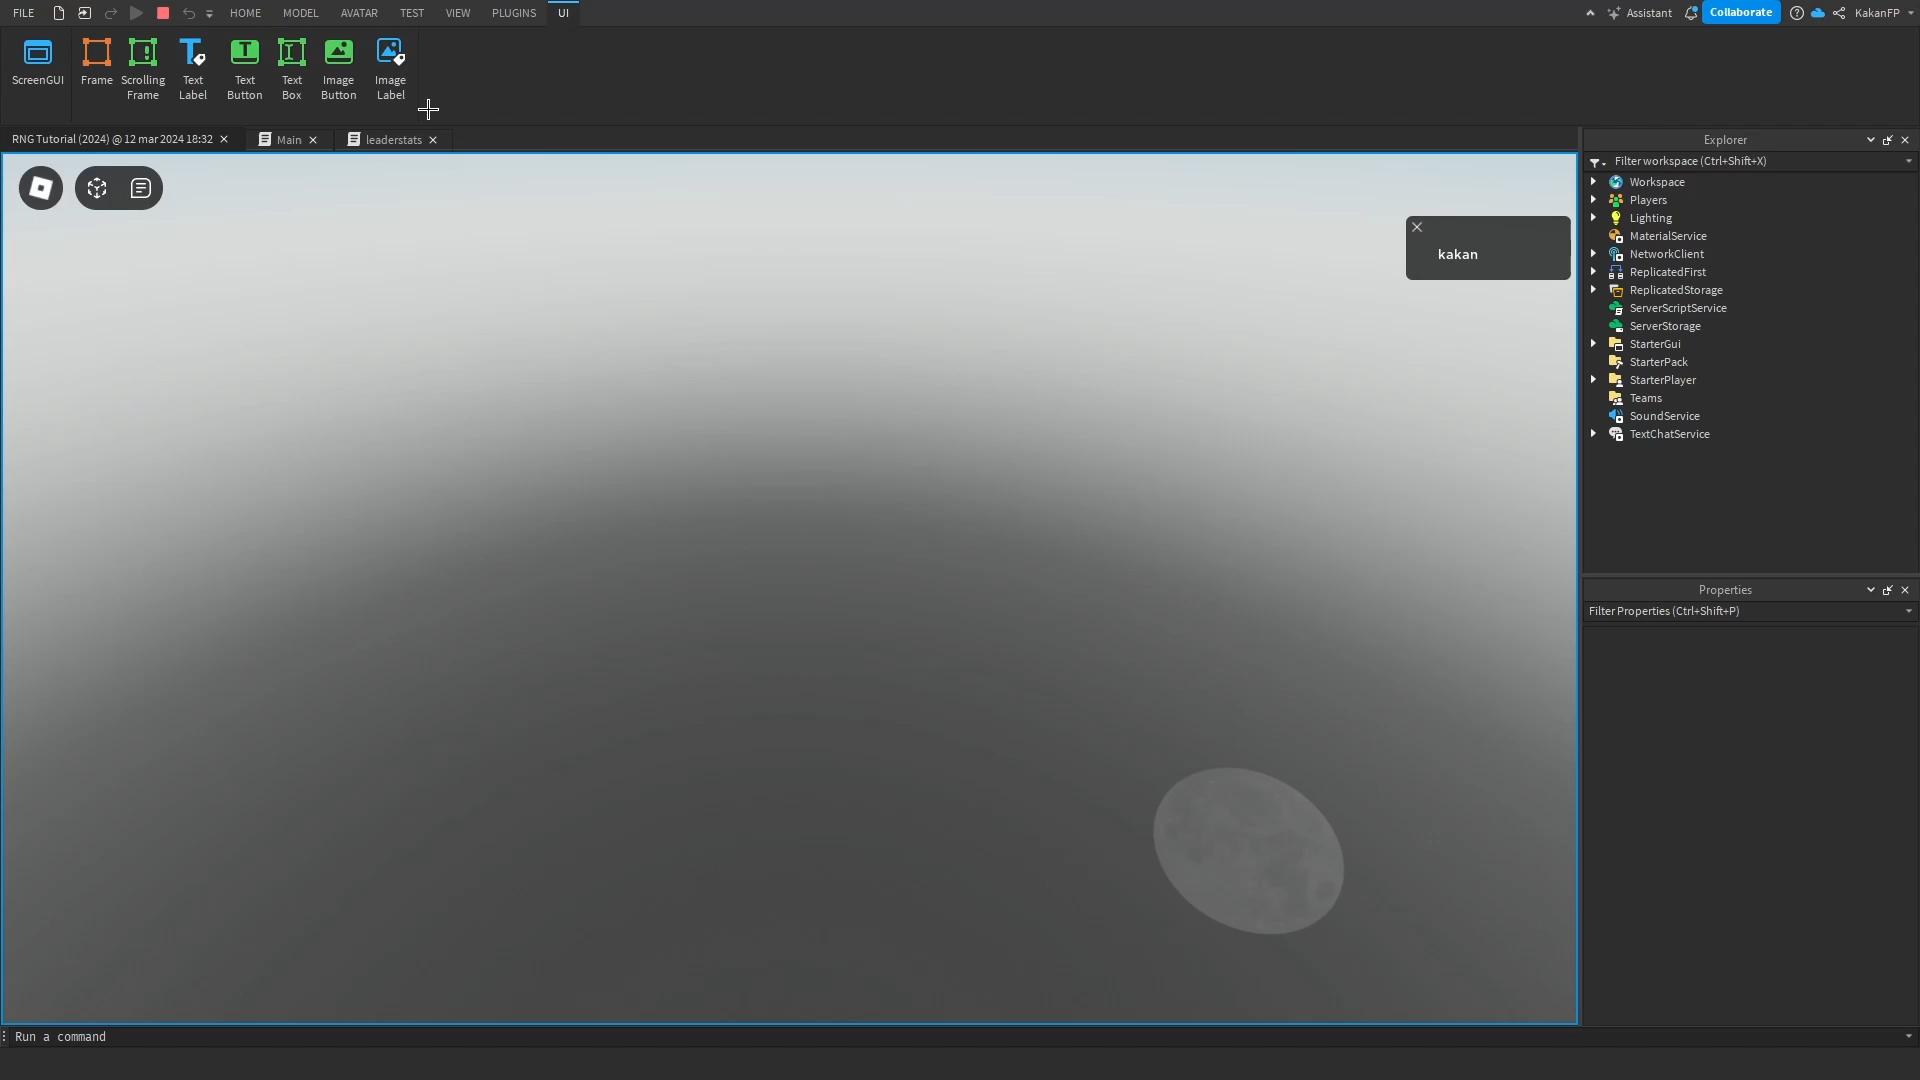 FILE HOME MODEL AVATAR TEST VIEW PLUGINS UI Assistant Collaborate KakanFP
ScreenGUI
Frame
Scrolling
Frame
Text
Label
Text
Button
Text
Box
Image
Button
Image
Label
RNG Tutorial (2024) @ 12 mar 2024 18:32
Main
leaderstats
kakan
Explorer
Filter workspace (Ctrl+Shift+X)
Workspace
Players
Lighting
MaterialService
NetworkClient
ReplicatedFirst
ReplicatedStorage
ServerScriptService
ServerStorage
StarterGui
StarterPack
StarterPlayer
Teams
SoundService
TextChatService
Properties
Filter Properties (Ctrl+Shift+P)
Run a command